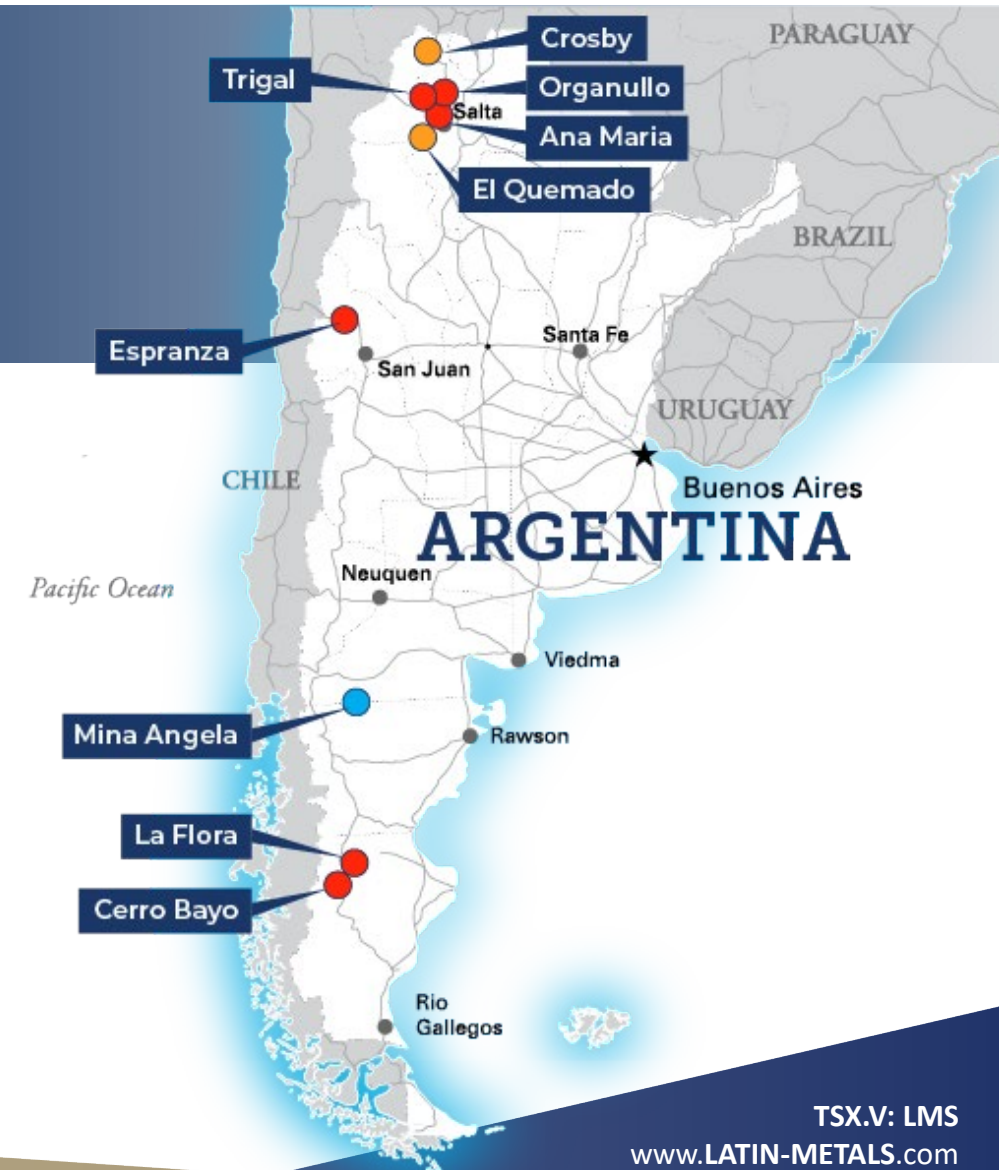 PARAGUAY
Crosby
Trigal
Organullo
Salta
Ana Maria
El Quemado
BRAZIL
Espranza
Santa Fe
San Juan
URUGUAY
CHILE
Buenos Aires
ARGENTINA
Neuquen
Pacific Ocean
Viedma
Mina Angela
Rawson
La Flora
Cerro Bayo
Rio
Gallegos
TSX.V: LMS
www.LATIN-METALS.com